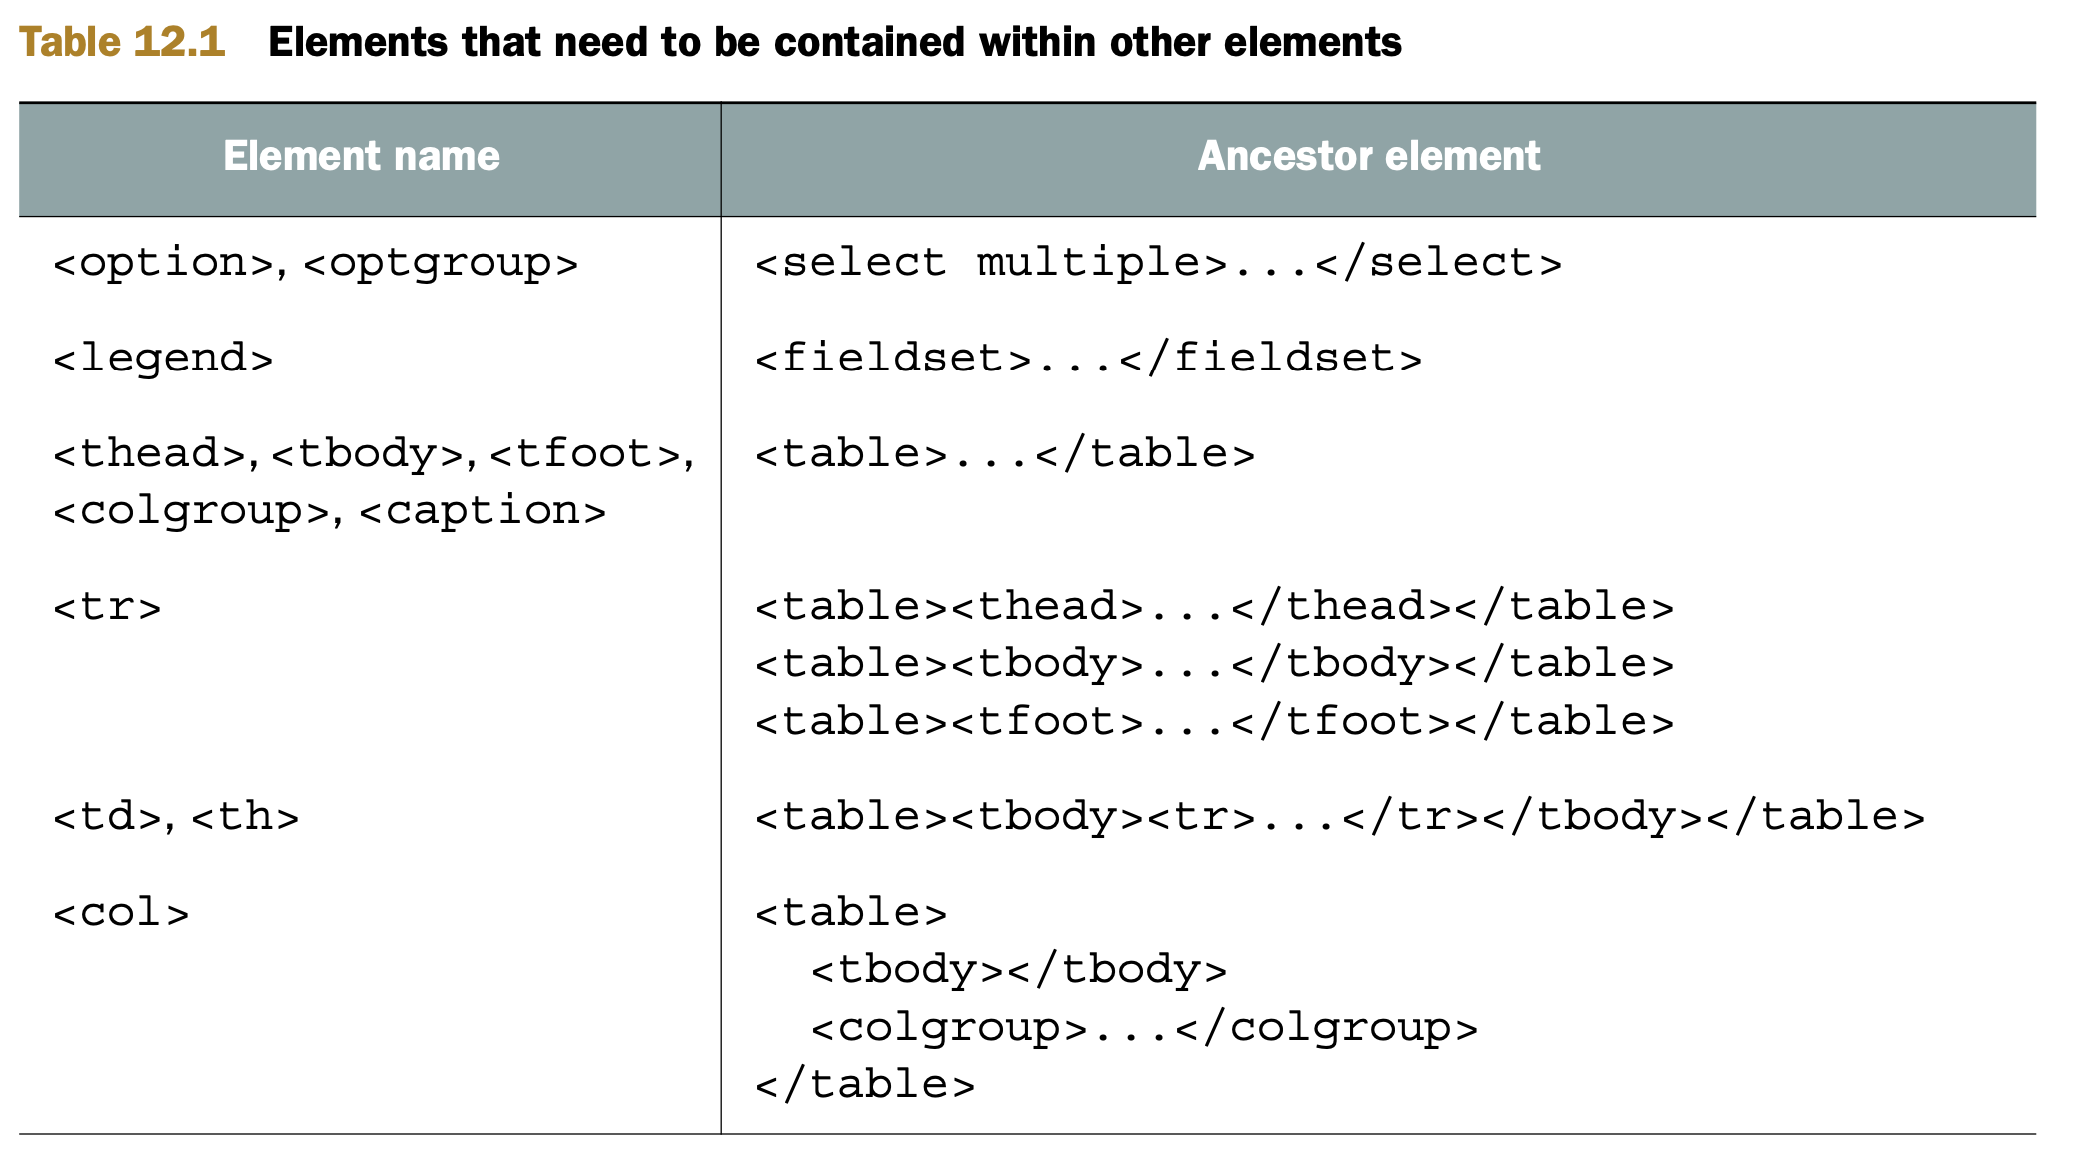 Table 12.1 Elements that need to be contained within other elements
Element name Ancestor element
<option>, <optgroup> <select multiple>...</select>
<legend> <fieldset>...</fieldset>
<thead>, <tbody>, <tfoot>, <table>...</table>
<colgroup>, <caption>
<tr> <table><thead>...</thead></table>
<table><tbody>...</tbody></table>
<table><tfoot>...</tfoot></table>
<td>, <th> <table><tbody><tr>...</tr></tbody></table>
<col> <table>
<tbody></tbody>
<colgroup>...</colgroup>
</table>